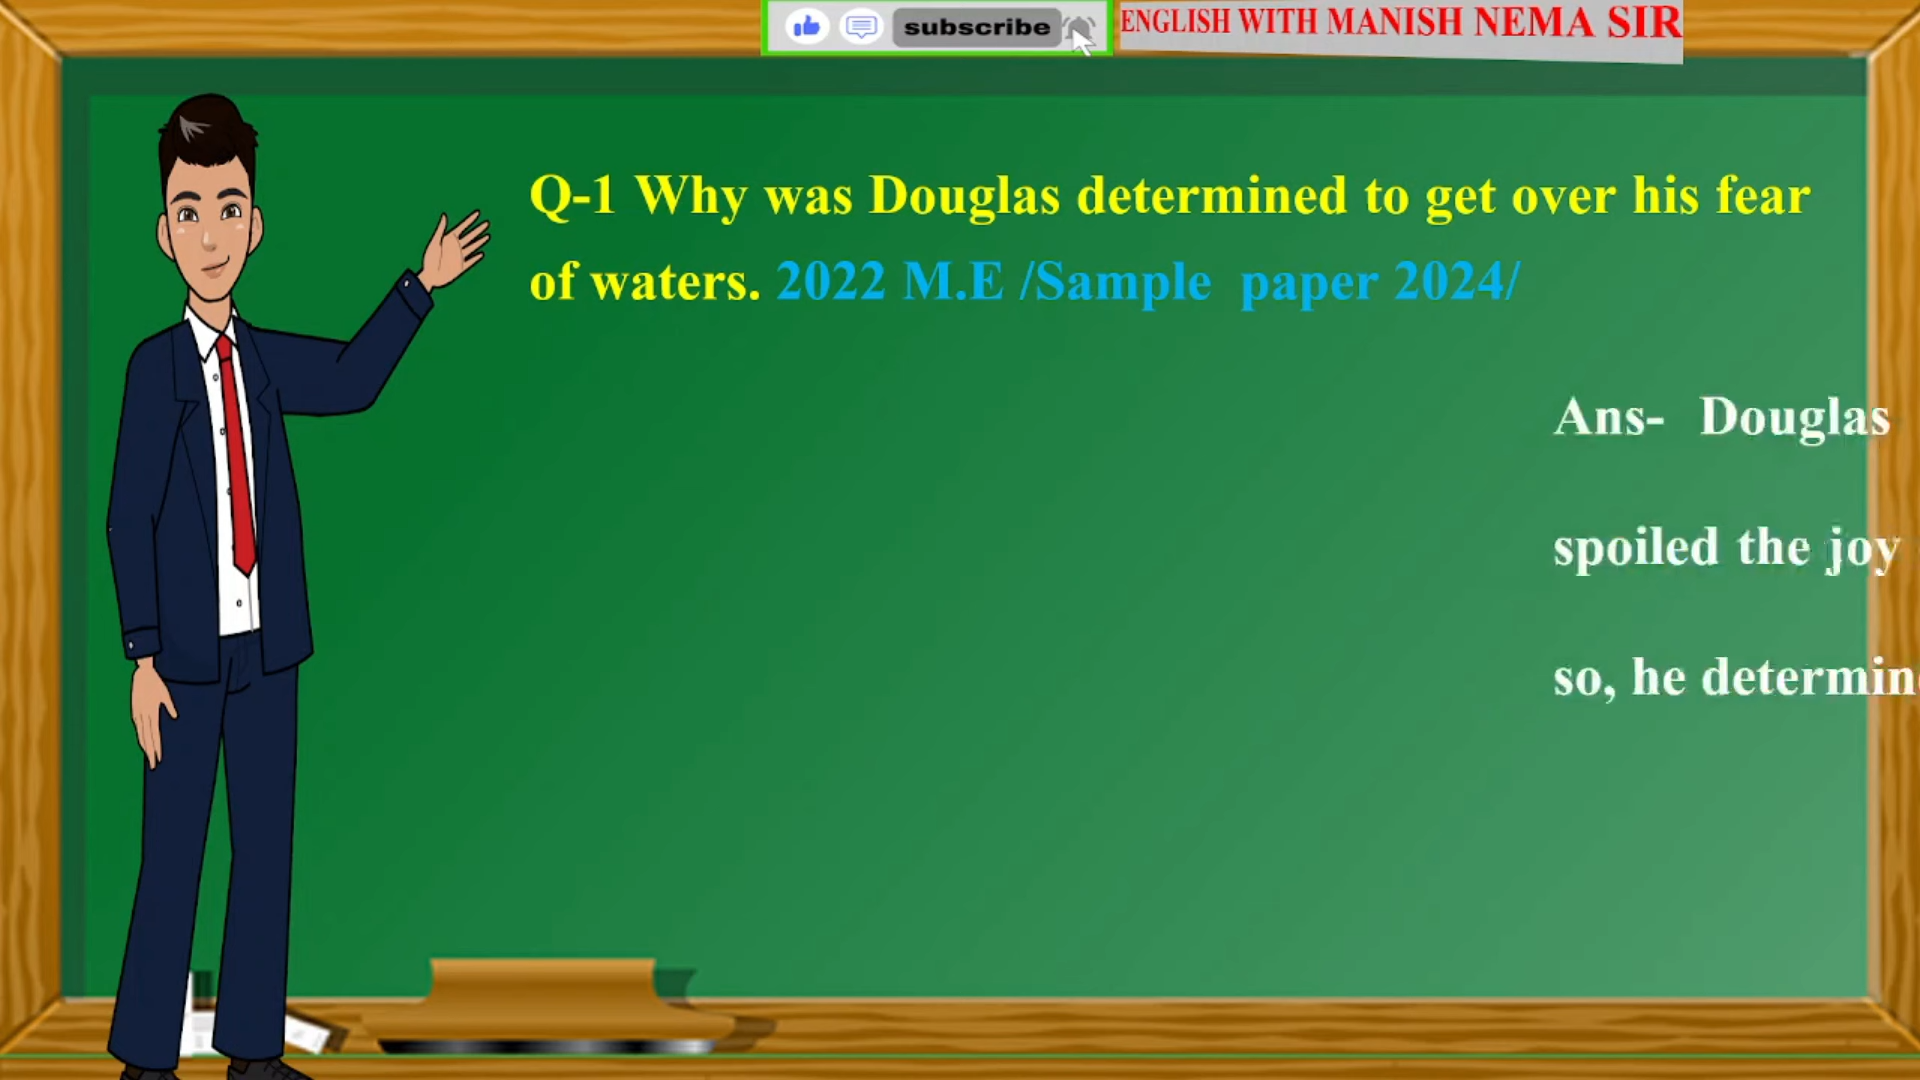 subscribe
ENGLISH WITH MANISH NEMA SIR
Q-1 Why was Douglas determined to get over his fear
of waters. 2022 M.E /Sample paper 2024/
Ans- Douglas
spoiled the joy
so, he